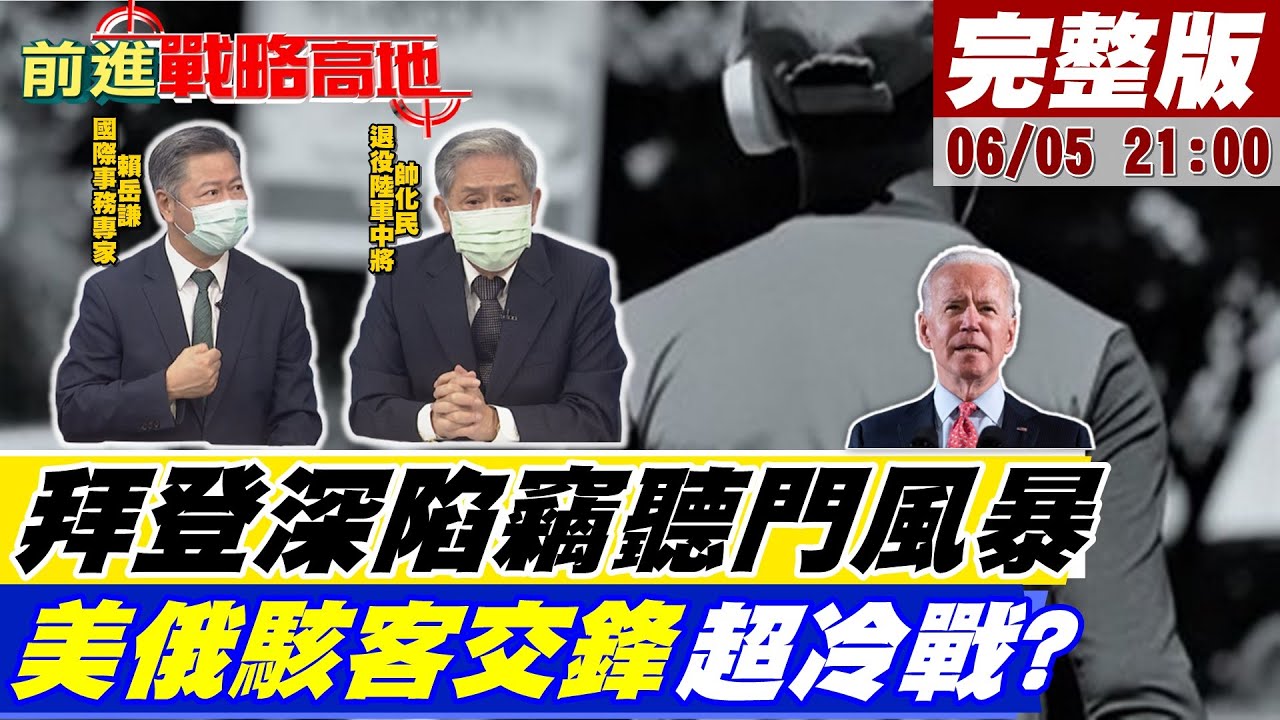 前進戰略高地
完整版
06/05 21:00
國際事務專家
賴岳謙
退役陸軍中將
帥化民
拜登深陷竊聽門風暴
美俄駭客交鋒超冷戰?